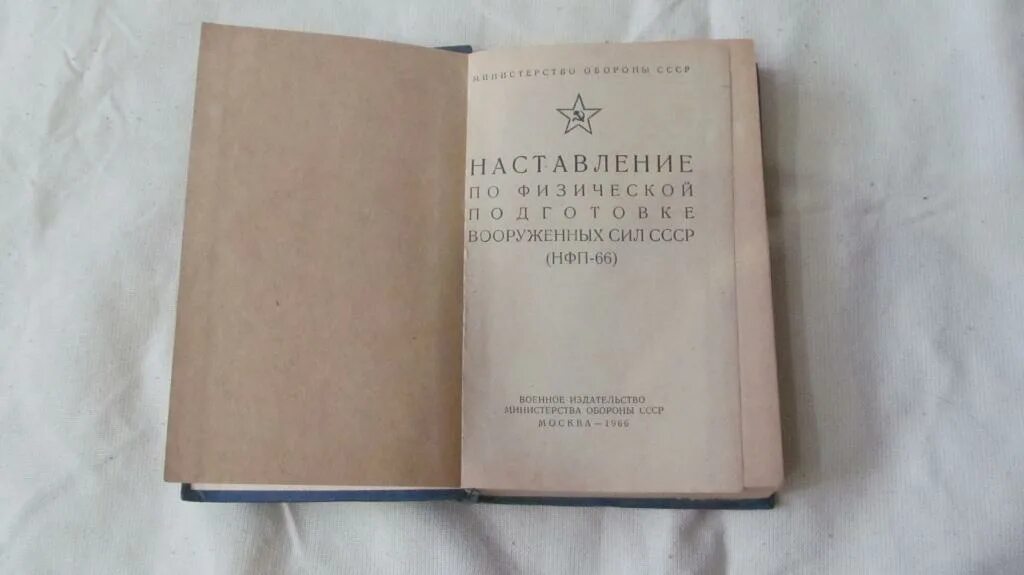 МИНИСТЕРСТВО ОБОРОНЫ СССР
НАСТАВЛЕНИЕ
ПО ФИЗИЧЕСКОЙ
ПОДГОТОВКЕ
ВООРУЖЕННЫХ СИЛ СССР
(НФП-66)
ВОЕННОЕ ИЗДАТЕЛЬСТВО
МИНИСТЕРСТВА ОБОРОНЫ СССР
МОСКВА — 1966